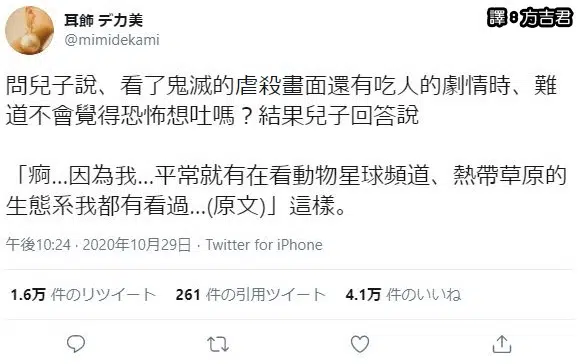 耳飾 デカ美
@mimidekami
譯:方吉君
問兒子說、看了鬼滅的虐殺畫面還有吃人的劇情時、難
道不會覺得恐怖想吐嗎？結果兒子回答說
「痾...因為我...平常就有在看動物星球頻道、熱帶草原的
生態系我都有看過...(原文)」這樣。
午後10:24 · 2020年10月29日 · Twitter for iPhone
1.6万 件のリツイート 261 件の引用ツイート 4.1万 件のいいね